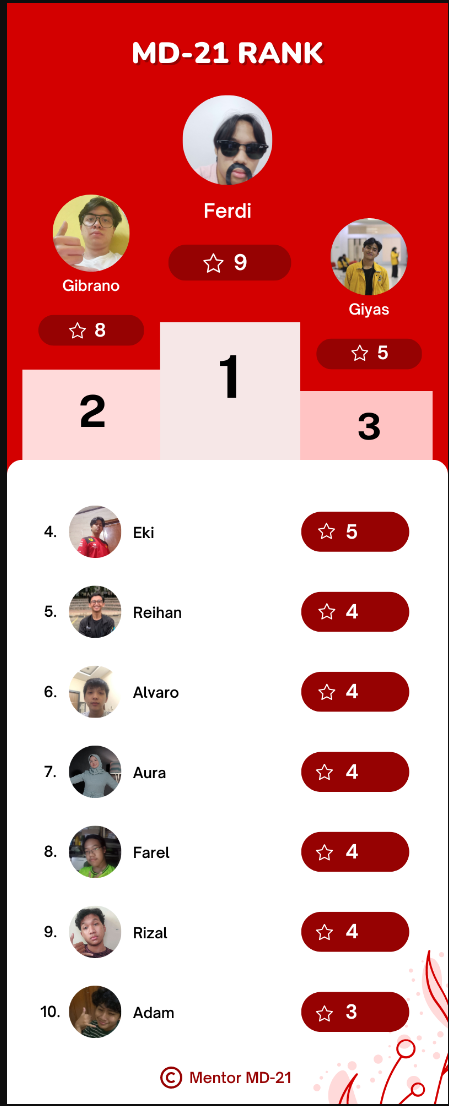 MD-21 RANK
Ferdi
9
Gibrano
8
Giyas
5
1
2
3
4. Eki 5
5. Reihan 4
6. Alvaro 4
7. Aura 4
8. Farel 4
9. Rizal 4
10. Adam 3
© Mentor MD-21